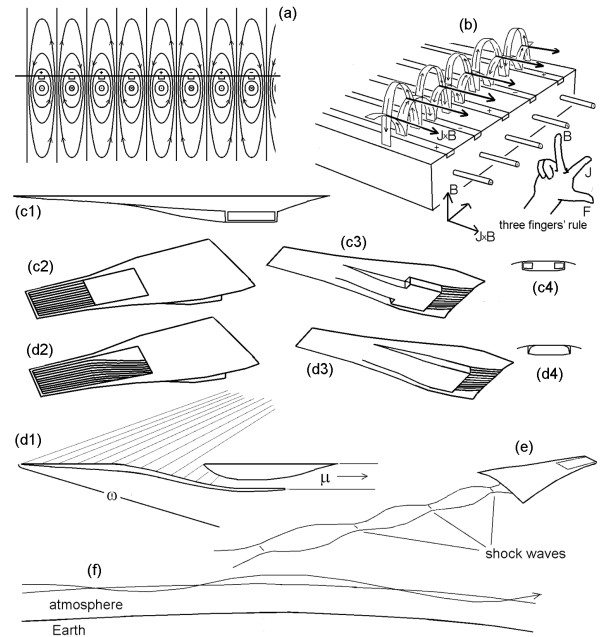 (a)
(b)
+ - + - + - + -
J×B
+
-
+
-
B
J
F
B
J×B
three fingers' rule
(c1)
(c2)
(c3)
(c4)
(d2)
(d3)
(d4)
(d1)
ω
μ
(e)
shock waves
(f)
atmosphere
Earth